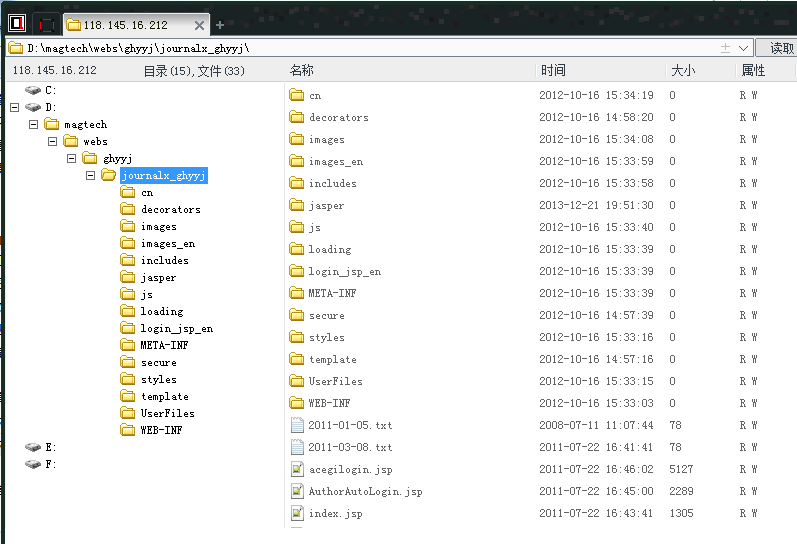 118.145.16.212
D:\magtech\webs\ghyyj\journalx_ghyyj\ 读取
118.145.16.212 目录(15),文件(33) 名称 时间 大小 属性
C:
D:
magtech
webs
ghyyj
journalx_ghyyj
cn
decorators
images
images_en
includes
jasper
js
loading
login_jsp_en
META-INF
secure
styles
template
UserFiles
WEB-INF
E:
F:
cn 2012-10-16 15:34:19 0 R W
decorators 2012-10-16 14:58:20 0 R W
images 2012-10-16 15:34:08 0 R W
images_en 2012-10-16 15:33:59 0 R W
includes 2012-10-16 15:33:58 0 R W
jasper 2013-12-21 19:51:30 0 R W
js 2012-10-16 15:33:40 0 R W
loading 2012-10-16 15:33:39 0 R W
login_jsp_en 2012-10-16 15:33:39 0 R W
META-INF 2012-10-16 15:33:39 0 R W
secure 2012-10-16 14:57:39 0 R W
styles 2012-10-16 15:33:16 0 R W
template 2012-10-16 14:57:16 0 R W
UserFiles 2012-10-16 15:33:15 0 R W
WEB-INF 2012-10-16 15:33:03 0 R W
2011-01-05.txt 2008-07-11 11:07:44 78 R W
2011-03-08.txt 2011-07-22 16:41:41 78 R W
acegilogin.jsp 2011-07-22 16:46:02 5127 R W
AuthorAutoLogin.jsp 2011-07-22 16:45:00 2289 R W
index.jsp 2011-07-22 16:43:41 1305 R W